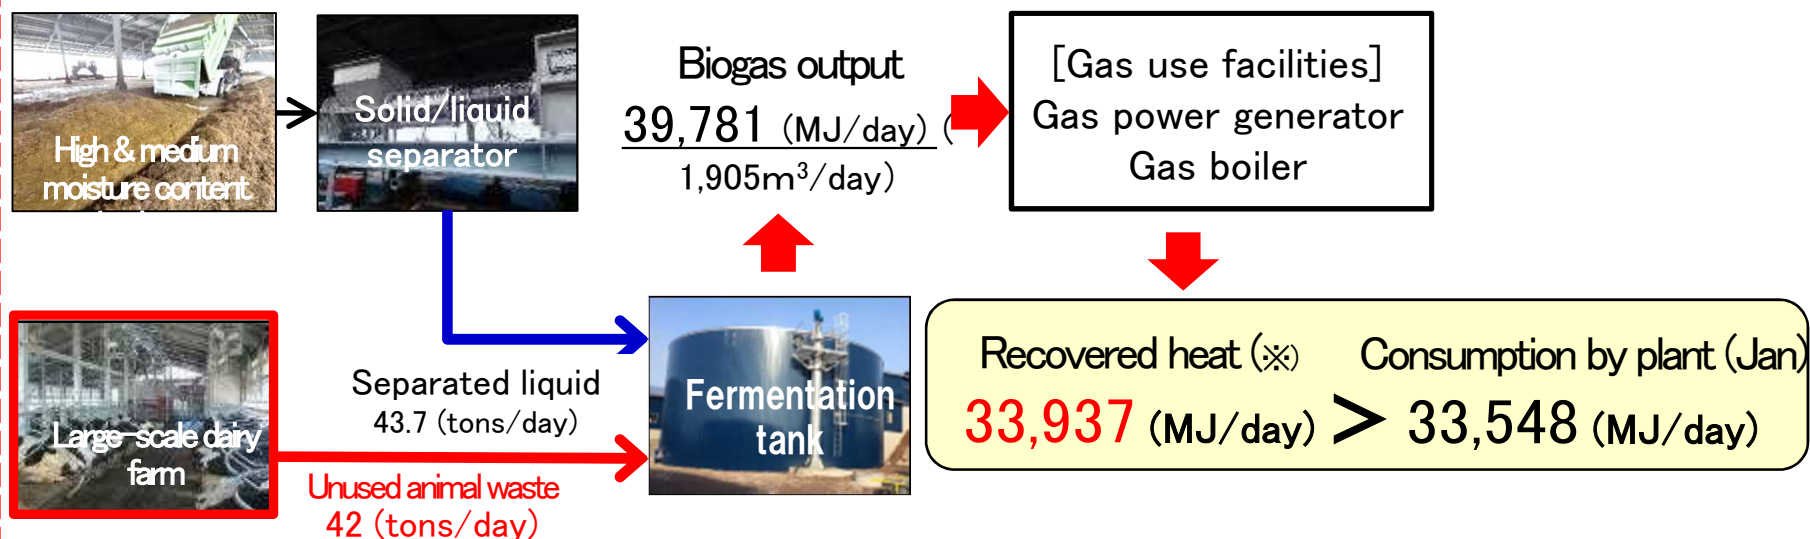 High & medium
moisture content
Solid/liquid
separator
Biogas output
39,781 (MJ/day) (
1,905m³/day)
[Gas use facilities]
Gas power generator
Gas boiler
Large-scale dairy
farm
Separated liquid
43.7 (tons/day)
Unused animal waste
42 (tons/day)
Fermentation
tank
Recovered heat (※) Consumption by plant (Jan)
33,937 (MJ/day) > 33,548 (MJ/day)